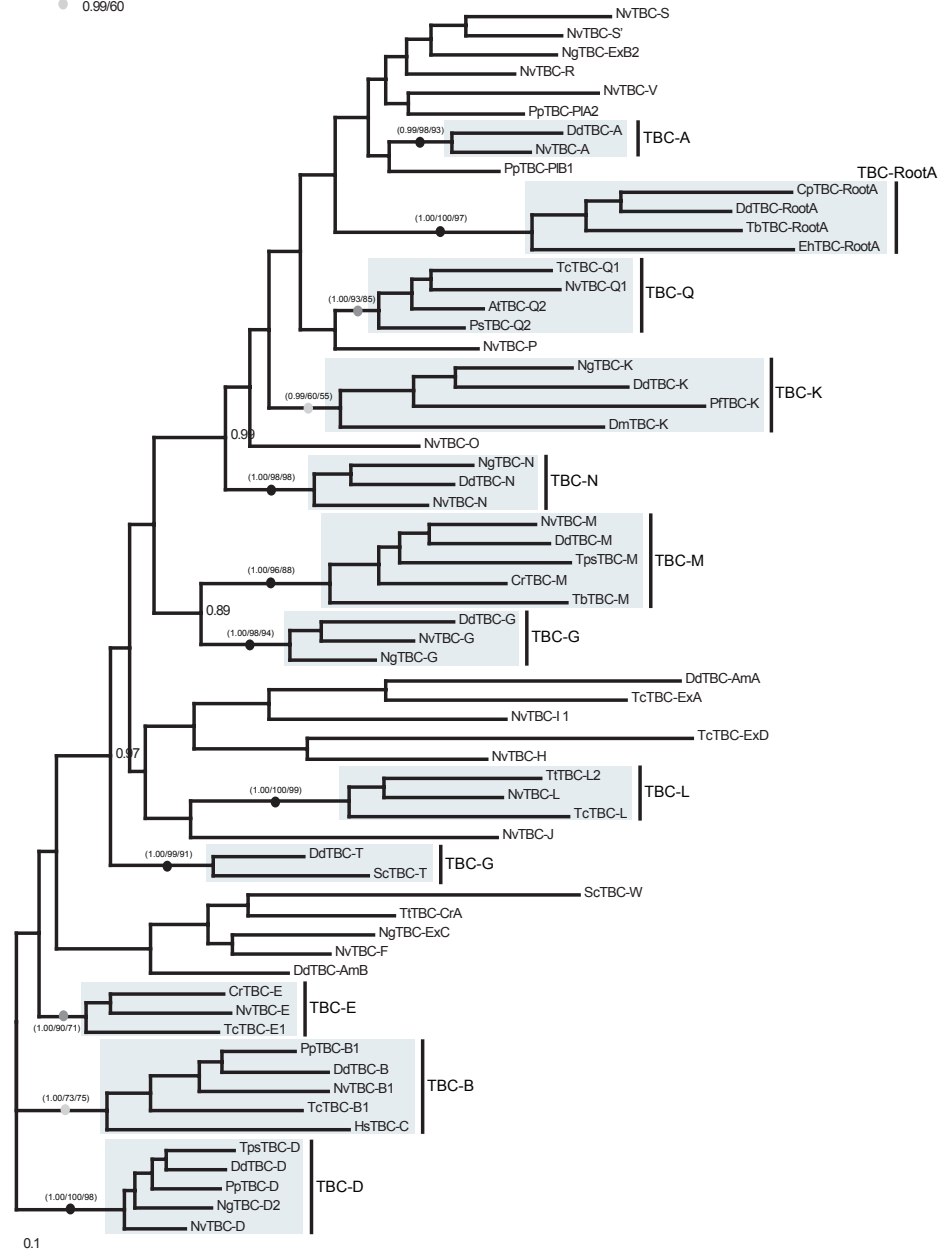 0.99/60
NvTBC-S
NvTBC-S'
NgTBC-ExB2
NvTBC-R
NvTBC-V
PpTBC-PlA2
(0.99/98/93)
DdTBC-A
NvTBC-A
TBC-A
PpTBC-PlB1
TBC-RootA
CpTBC-RootA
(1.00/100/97)
DdTBC-RootA
TbTBC-RootA
EhTBC-RootA
TcTBC-Q1
NvTBC-Q1
TBC-Q
(1.00/93/85)
AtTBC-Q2
PsTBC-Q2
NvTBC-P
NgTBC-K
DdTBC-K
TBC-K
(0.99/60/55)
PfTBC-K
DmTBC-K
0.99
NvTBC-O
NgTBC-N
(1.00/98/98)
DdTBC-N
TBC-N
NvTBC-N
NvTBC-M
DdTBC-M
TpsTBC-M
TBC-M
(1.00/96/88)
CrTBC-M
TbTBC-M
0.89
DdTBC-G
(1.00/98/94)
NvTBC-G
TBC-G
NgTBC-G
DdTBC-AmA
TcTBC-ExA
NvTBC-I 1
TcTBC-ExD
0.97
NvTBC-H
TtTBC-L2
(1.00/100/99)
NvTBC-L
TBC-L
TcTBC-L
NvTBC-J
(1.00/99/91)
DdTBC-T
TBC-G
ScTBC-T
ScTBC-W
TtTBC-CrA
NgTBC-ExC
NvTBC-F
DdTBC-AmB
CrTBC-E
NvTBC-E
TBC-E
(1.00/90/71)
TcTBC-E1
PpTBC-B1
DdTBC-B
NvTBC-B1
TBC-B
(1.00/73/75)
TcTBC-B1
HsTBC-C
TpsTBC-D
DdTBC-D
PpTBC-D
TBC-D
(1.00/100/98)
NgTBC-D2
NvTBC-D
0.1